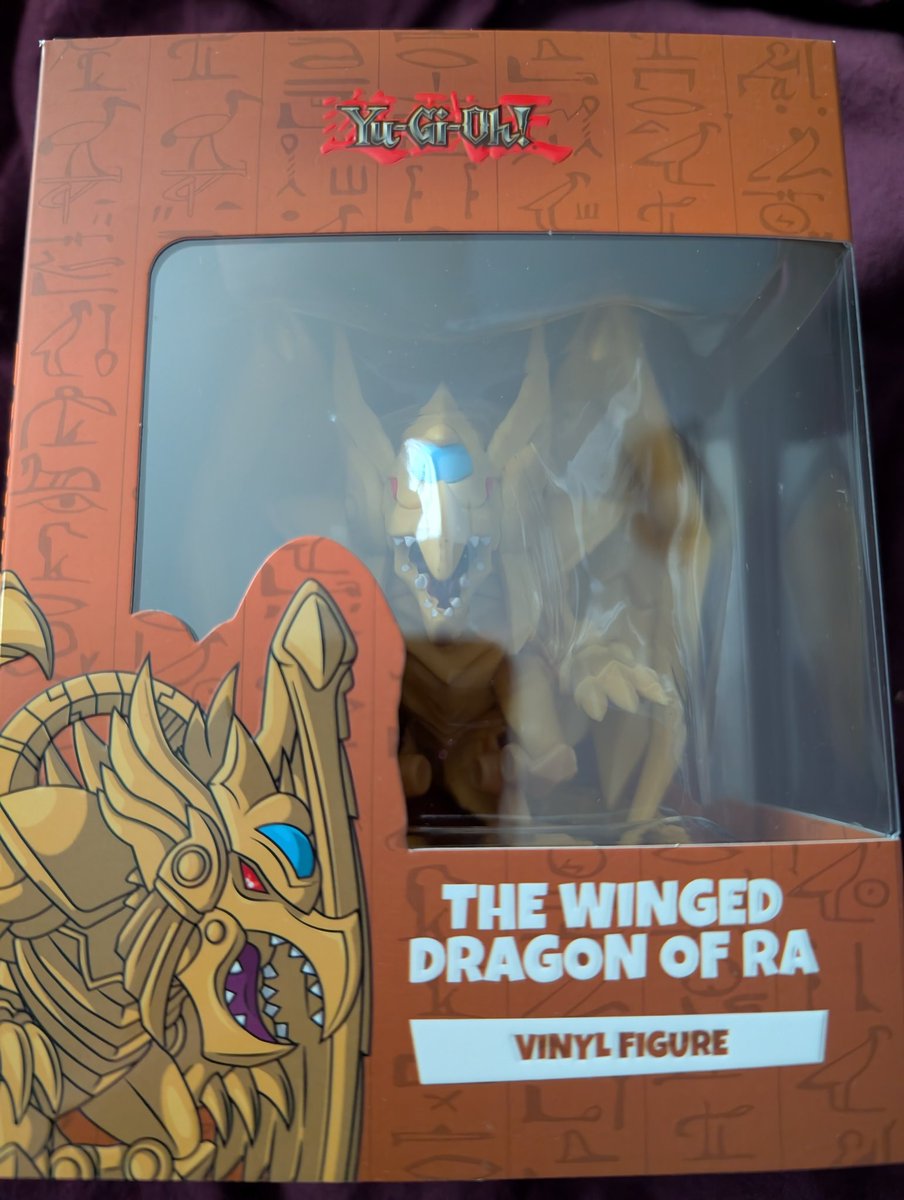 Yu-Gi-Oh!
THE WINGED
DRAGON OF RA
VINYL FIGURE